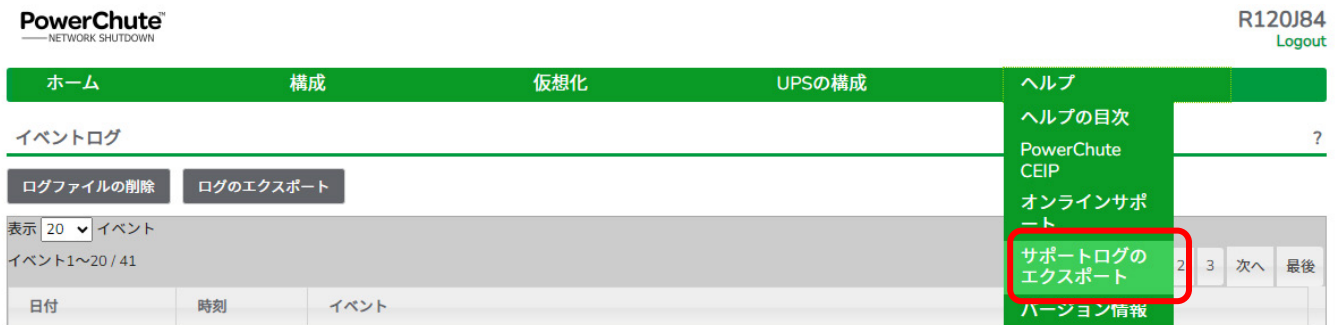 PowerChute™
NETWORK SHUTDOWN
R120J84
Logout
ホーム 構成 仮想化 UPSの構成 ヘルプ
ヘルプの目次
PowerChute
CEIP
オンラインサポ
ート
サポートログの
エクスポート
バージョン情報
イベントログ ?
ログファイルの削除 ログのエクスポート
表示 20 イベント
イベント1～20 / 41
2 3 次へ 最後
日付 時刻 イベント